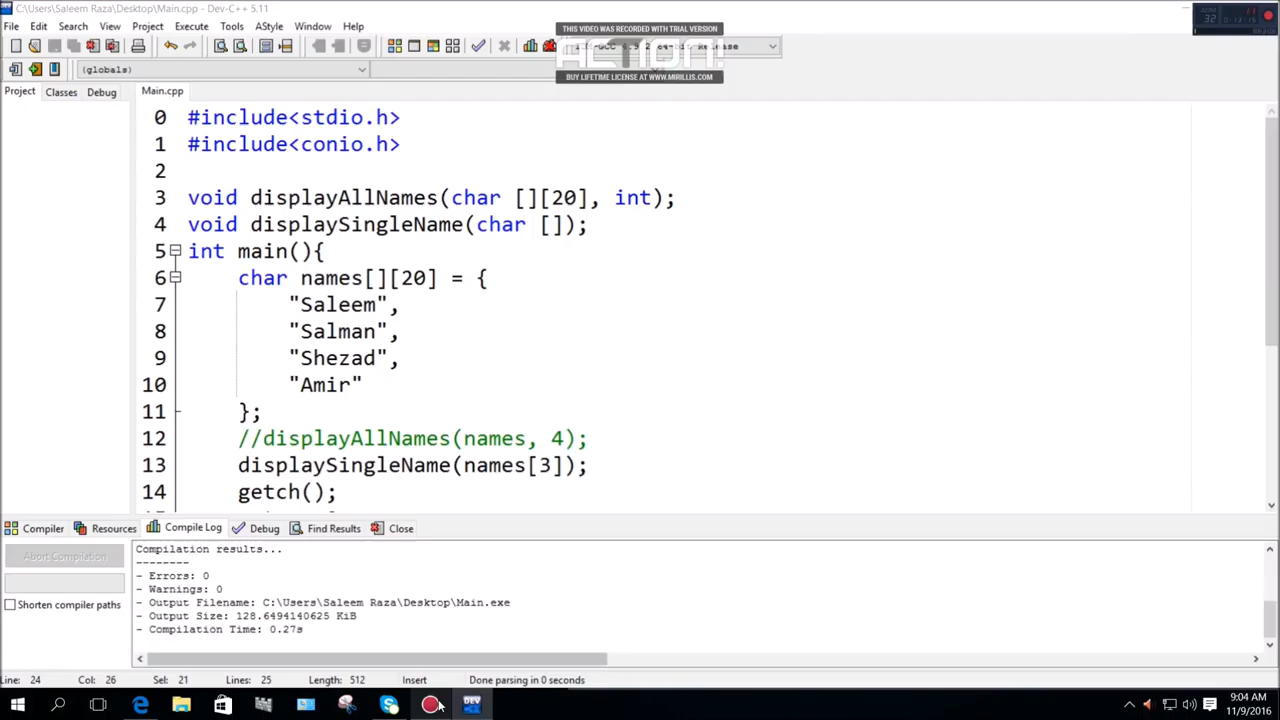 C:\Users\Saleem Raza\Desktop\Main.cpp - Dev-C++ 5.11
File Edit Search View Project Execute Tools AStyle Window Help
THIS VIDEO WAS RECORDED WITH TRIAL VERSION
ACTION!
BUY LIFETIME LICENSE AT WWW.MIRILLIS.COM
32
(globals)
Project Classes Debug
Main.cpp
0 #include<stdio.h>
1 #include<conio.h>
2
3 void displayAllNames(char [][20], int);
4 void displaySingleName(char []);
5 int main(){
6 char names[][20] = {
7 "Saleem",
8 "Salman",
9 "Shezad",
10 "Amir"
11 };
12 //displayAllNames(names, 4);
13 displaySingleName(names[3]);
14 getch();
Compiler Resources Compile Log Debug Find Results Close
Abort Compilation
Shorten compiler paths
Compilation results...
--------
- Errors: 0
- Warnings: 0
- Output Filename: C:\Users\Saleem Raza\Desktop\Main.exe
- Output Size: 128.6494140625 KiB
- Compilation Time: 0.27s
Line: 24 Col: 26 Sel: 21 Lines: 25 Length: 512 Insert Done parsing in 0 seconds
DEV
9:04 AM
11/9/2016